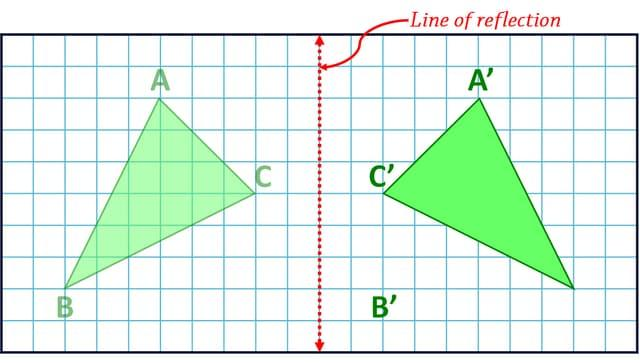 Line of reflection
A
A’
C
C’
B
B’